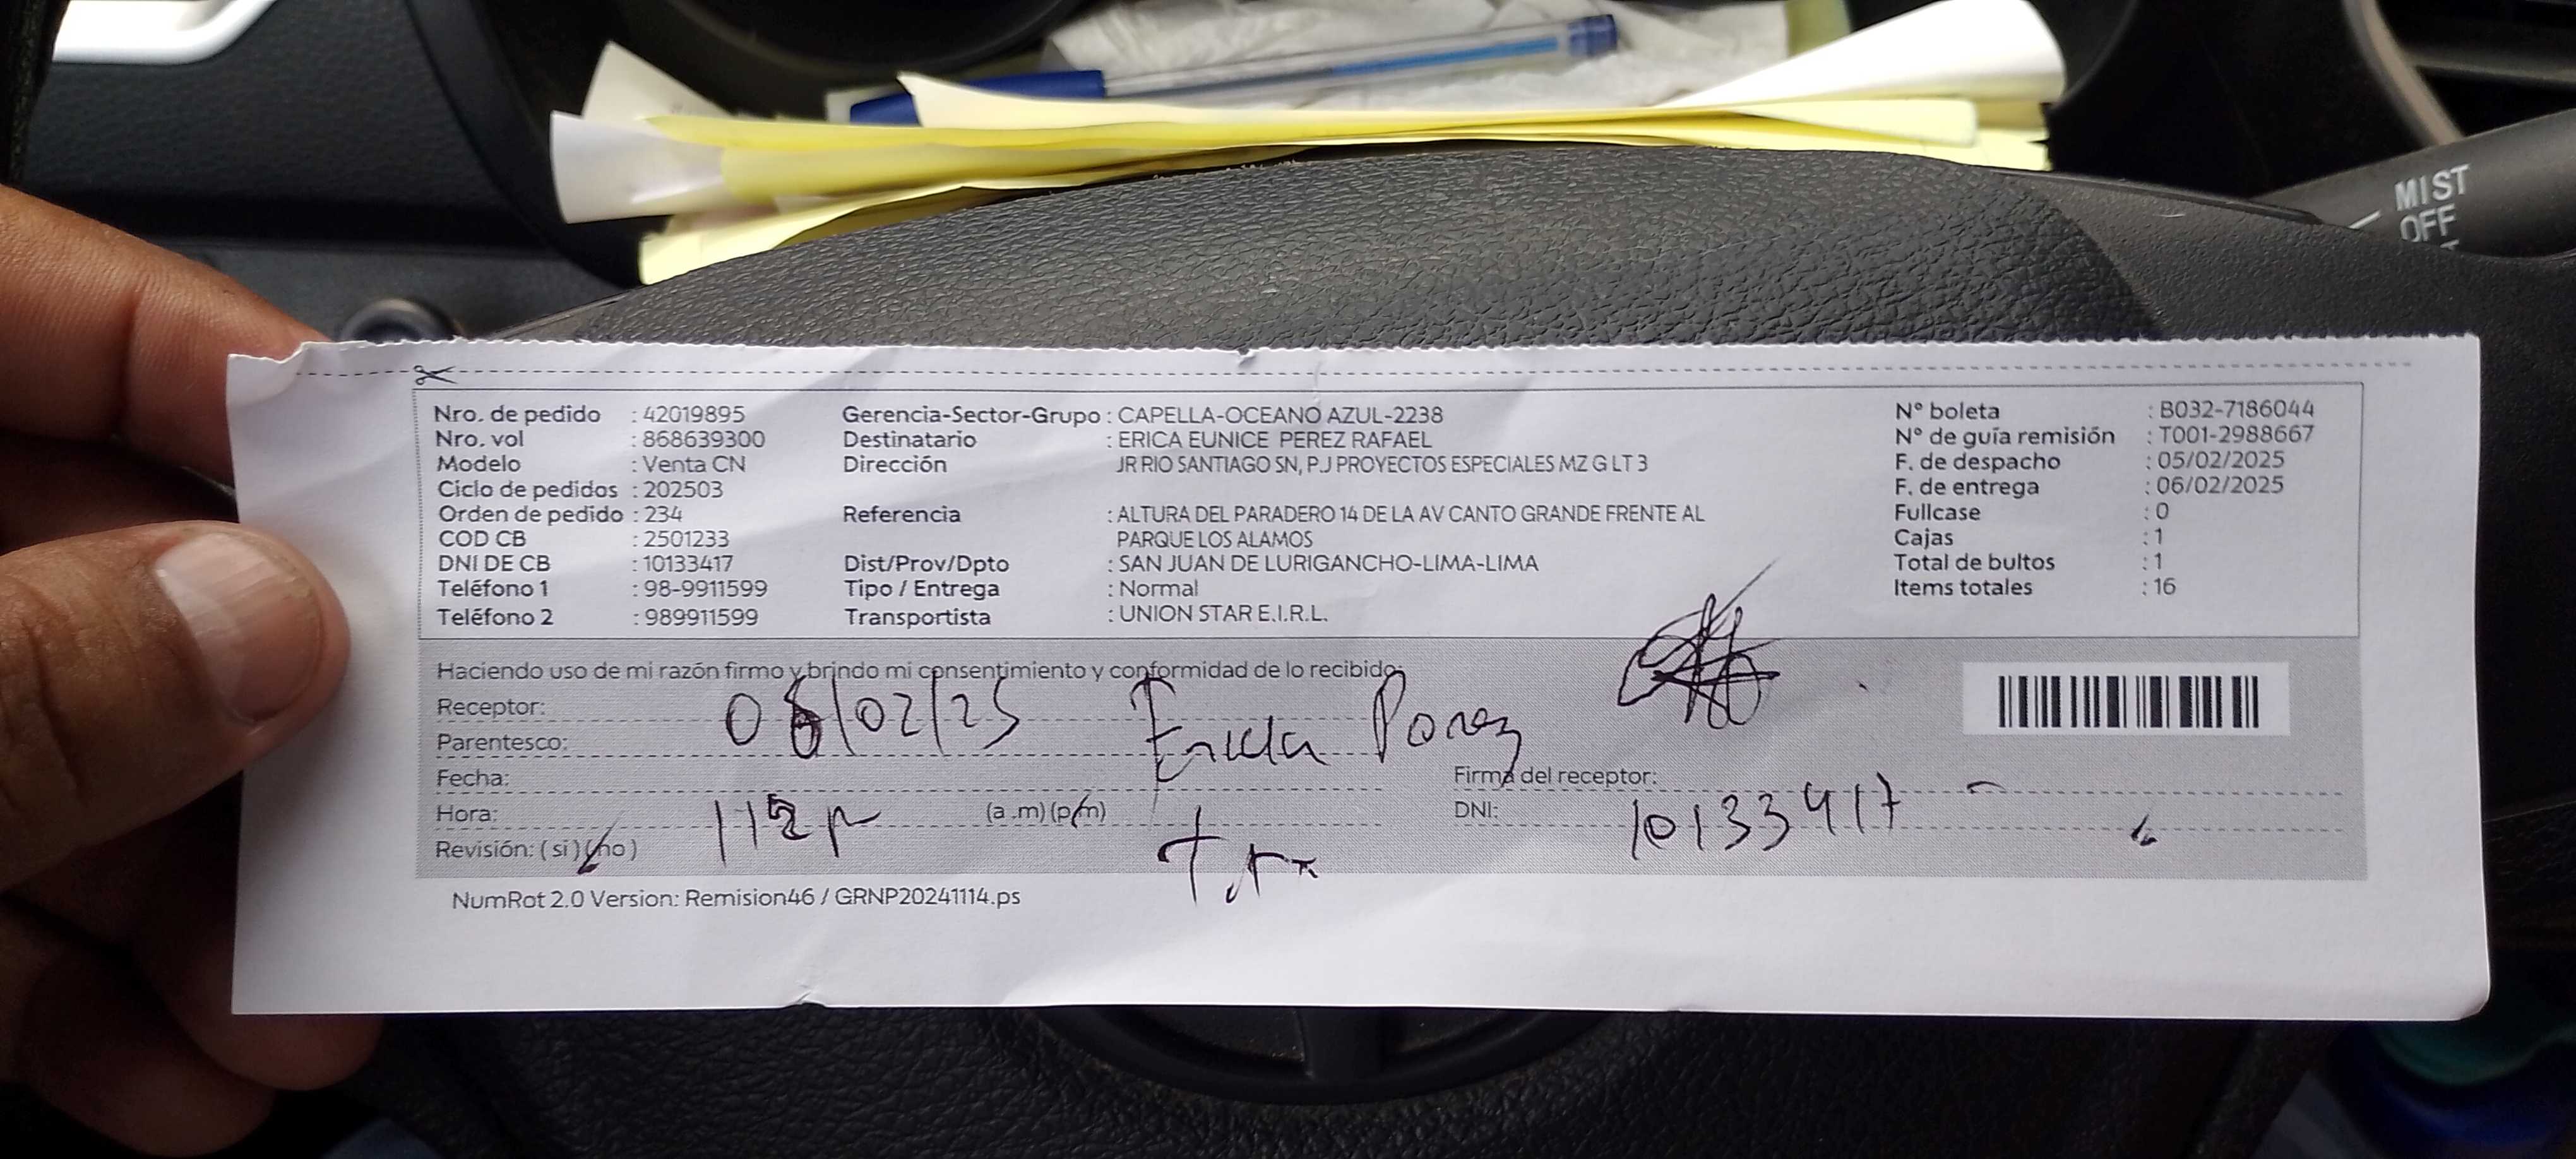 MIST
OFF
Nro. de pedido : 42019895
Nro. vol : 868639300
Modelo : Venta CN
Ciclo de pedidos : 202503
Orden de pedido : 234
COD CB : 2501233
DNI DE CB : 10133417
Teléfono 1 : 98-9911599
Teléfono 2 : 989911599
Gerencia-Sector-Grupo : CAPELLA-OCEANO AZUL-2238
Destinatario : ERICA EUNICE PEREZ RAFAEL
Dirección JR RIO SANTIAGO SN, P.J PROYECTOS ESPECIALES MZ G LT 3
Referencia : ALTURA DEL PARADERO 14 DE LA AV CANTO GRANDE FRENTE AL
PARQUE LOS ALAMOS
Dist/Prov/Dpto : SAN JUAN DE LURIGANCHO-LIMA-LIMA
Tipo / Entrega : Normal
Transportista : UNION STAR E.I.R.L.
N° boleta : B032-7186044
N° de guía remisión : T001-2988667
F. de despacho : 05/02/2025
F. de entrega : 06/02/2025
Fullcase : 0
Cajas : 1
Total de bultos : 1
Items totales : 16
Haciendo uso de mi razón firmo y brindo mi consentimiento y conformidad de lo recibido:
Receptor:
06/02/25
Parentesco:
Fecha:
Firma del receptor:
Hora: (a.m) (p.m)
DNI: 10133417
Revisión: ( si ) ( no )
NumRot 2.0 Version: Remision46 / GRNP20241114.ps